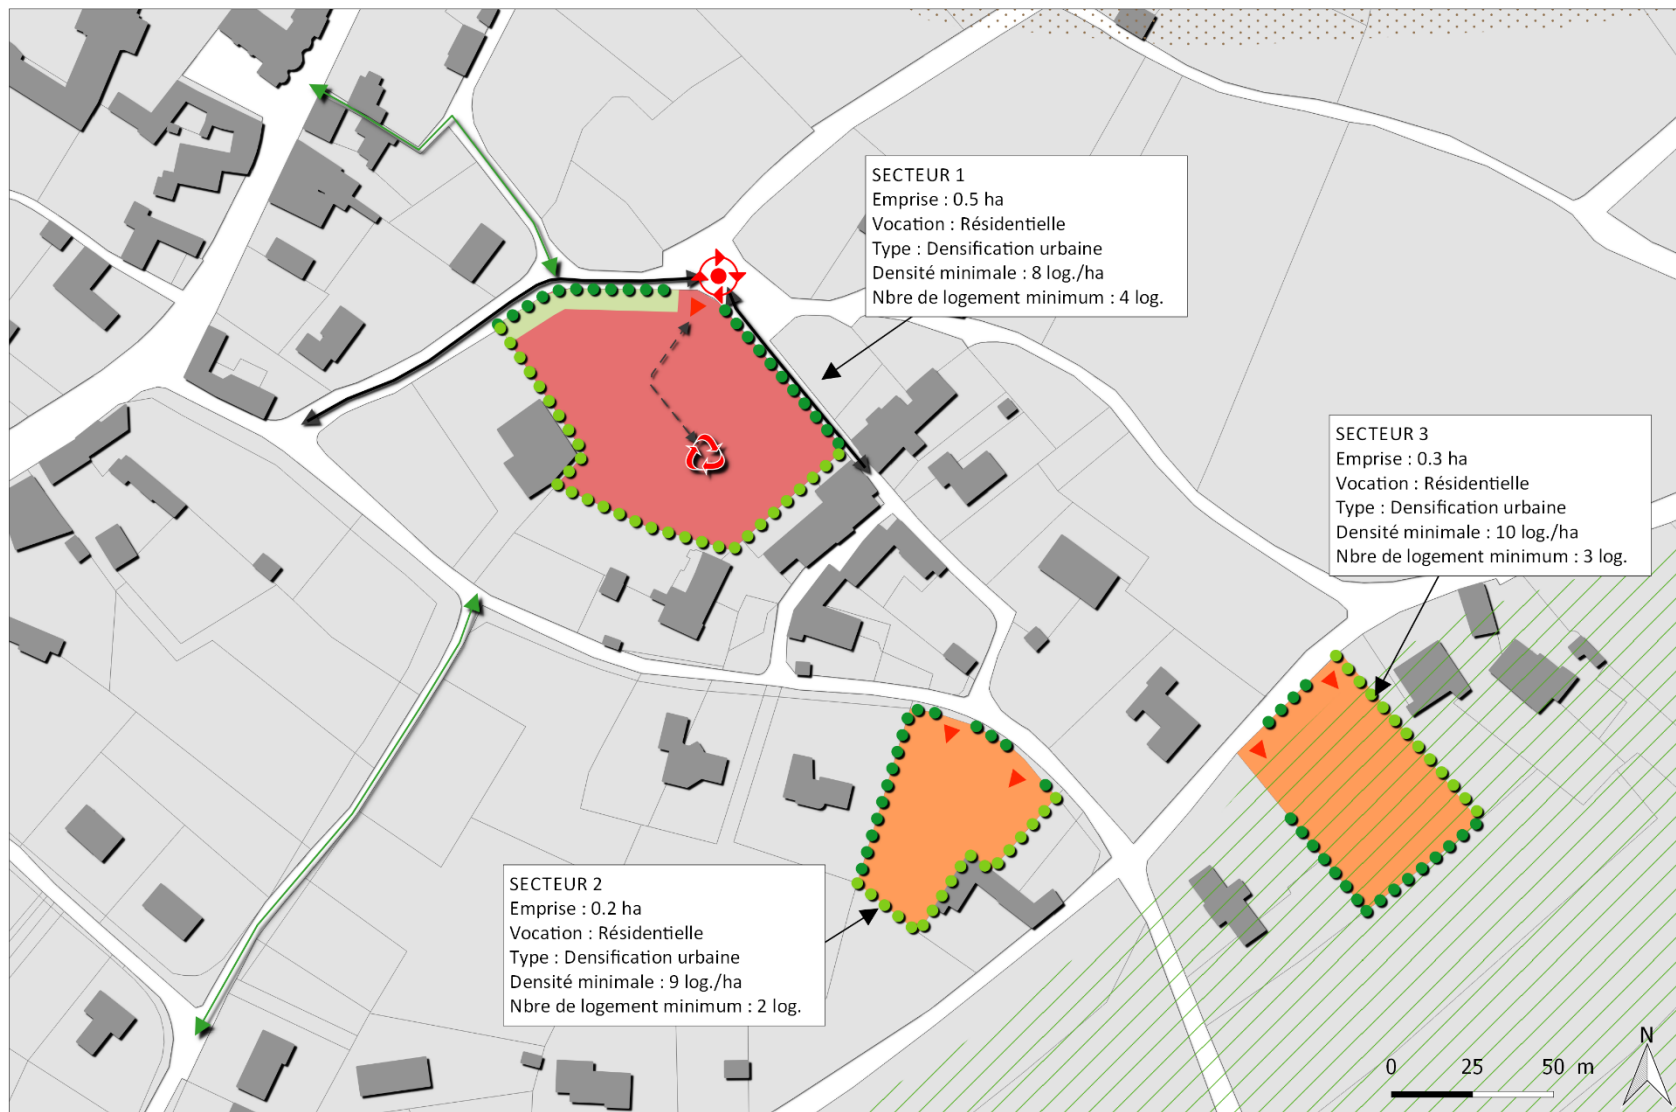 SECTEUR 1
Emprise : 0.5 ha
Vocation : Résidentielle
Type : Densification urbaine
Densité minimale : 8 log./ha
Nbre de logement minimum : 4 log.
SECTEUR 3
Emprise : 0.3 ha
Vocation : Résidentielle
Type : Densification urbaine
Densité minimale : 10 log./ha
Nbre de logement minimum : 3 log.
SECTEUR 2
Emprise : 0.2 ha
Vocation : Résidentielle
Type : Densification urbaine
Densité minimale : 9 log./ha
Nbre de logement minimum : 2 log.
N
0 25 50 m